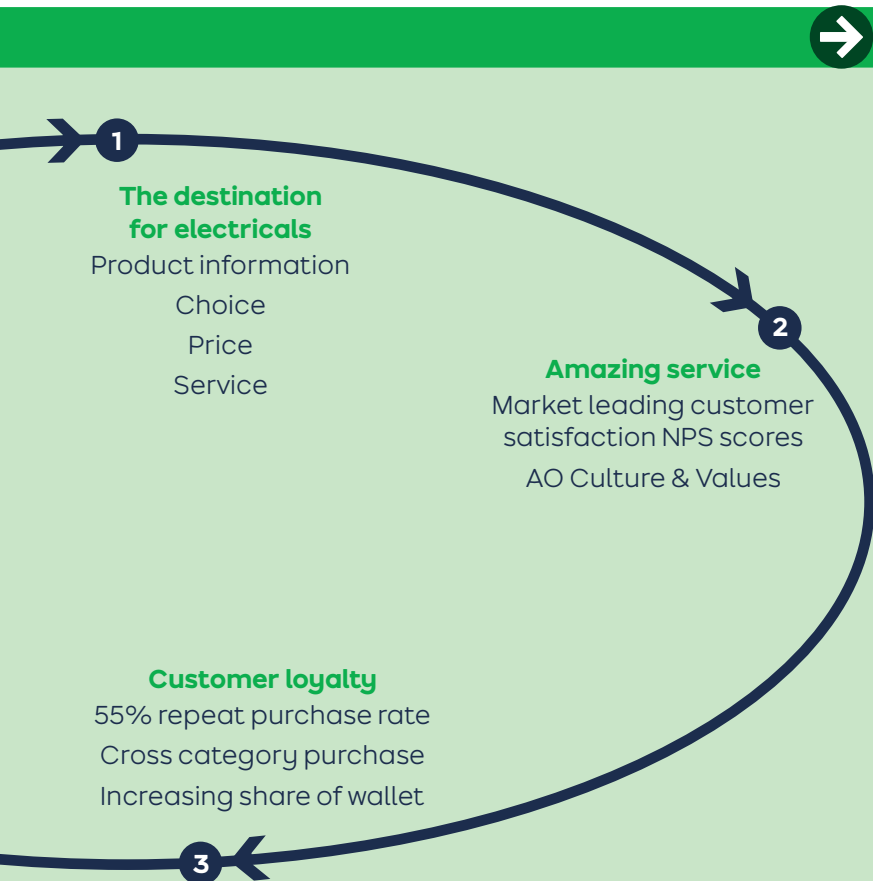 1
The destination
for electricals
Product information
Choice
Price
Service
2
Amazing service
Market leading customer
satisfaction NPS scores
AO Culture & Values
Customer loyalty
55% repeat purchase rate
Cross category purchase
Increasing share of wallet
3